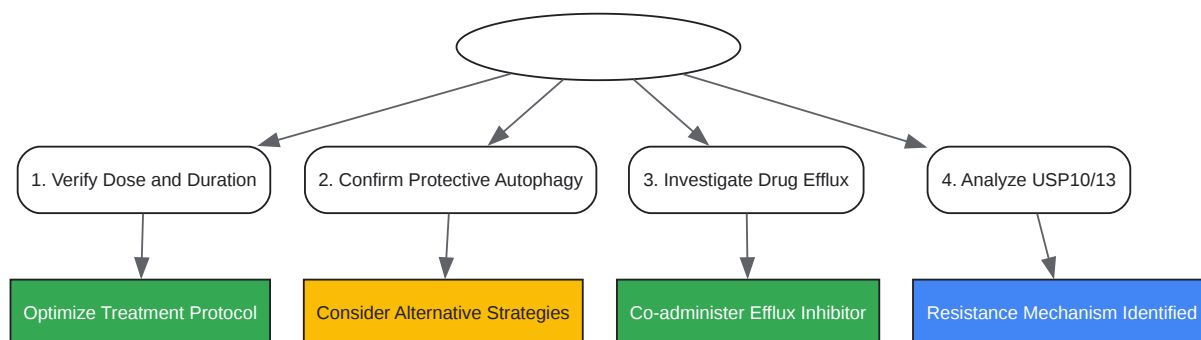 1. Verify Dose and Duration
2. Confirm Protective Autophagy
3. Investigate Drug Efflux
4. Analyze USP10/13
Optimize Treatment Protocol
Consider Alternative Strategies
Co-administer Efflux Inhibitor
Resistance Mechanism Identified